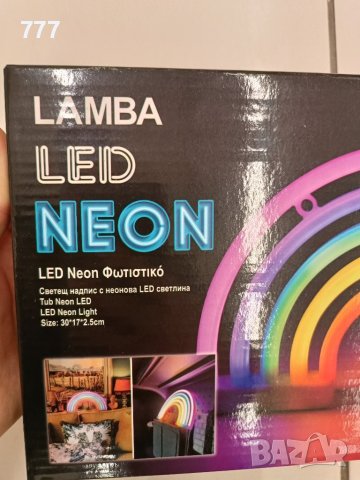 777
LAMBA
LED
NEON
LED Neon Φωτιστικό
Светещ надпис с неонова LED светлина
Tub Neon LED
LED Neon Light
Size: 30*17*2.5cm
BAZAR